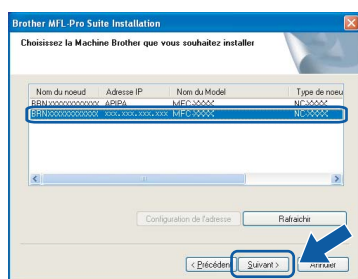 Brother MFL-Pro Suite Installation
Choisissez la Machine Brother que vous souhaitez installer
Nom du noeud Adresse IP Nom du Model Type de noeu
BRNXXXXXXXXXXXX APIPA MFC-XXXX NC-XXXX
BRNXXXXXXXXXXXX xxx.xxx.xxx.xxx MFC-XXXX NC-XXXX
Configuration de l'adresse Rafraichir
< Précéden Suivant > Annuler